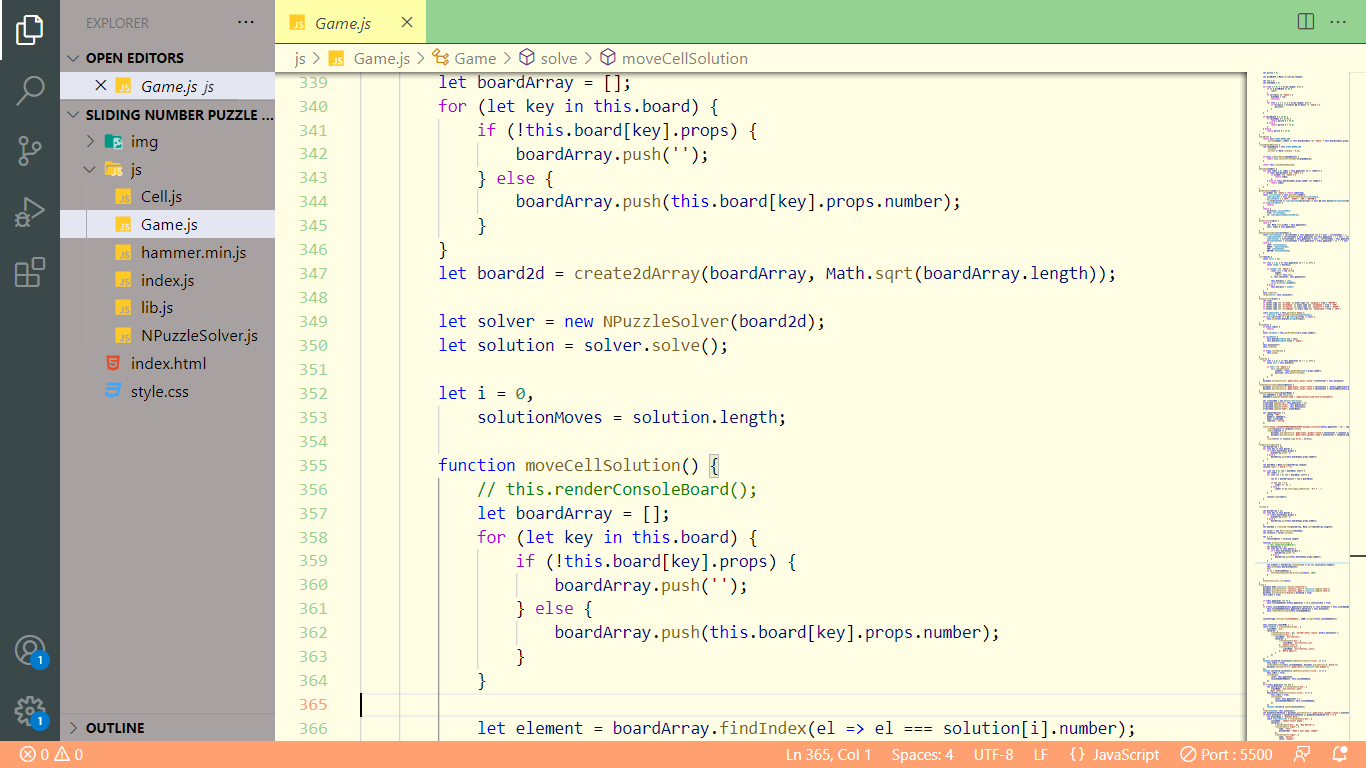 EXPLORER
OPEN EDITORS
Game.js js
SLIDING NUMBER PUZZLE ...
img
js
Cell.js
Game.js
hammer.min.js
index.js
lib.js
NPuzzleSolver.js
index.html
style.css
OUTLINE
1
1
Game.js
js > Game.js > Game > solve > moveCellSolution
339 let boardArray = [];
340 for (let key in this.board) {
341 if (!this.board[key].props) {
342 boardArray.push('');
343 } else {
344 boardArray.push(this.board[key].props.number);
345 }
346 }
347 let board2d = create2dArray(boardArray, Math.sqrt(boardArray.length));
348
349 let solver = new NPuzzleSolver(board2d);
350 let solution = solver.solve();
351
352 let i = 0,
353 solutionMoves = solution.length;
354
355 function moveCellSolution() {
356 // this.renderConsoleBoard();
357 let boardArray = [];
358 for (let key in this.board) {
359 if (!this.board[key].props) {
360 boardArray.push('');
361 } else {
362 boardArray.push(this.board[key].props.number);
363 }
364 }
365
366 let element = boardArray.findIndex(el => el === solution[i].number);
0 0 Ln 365, Col 1 Spaces: 4 UTF-8 LF {} JavaScript Port : 5500